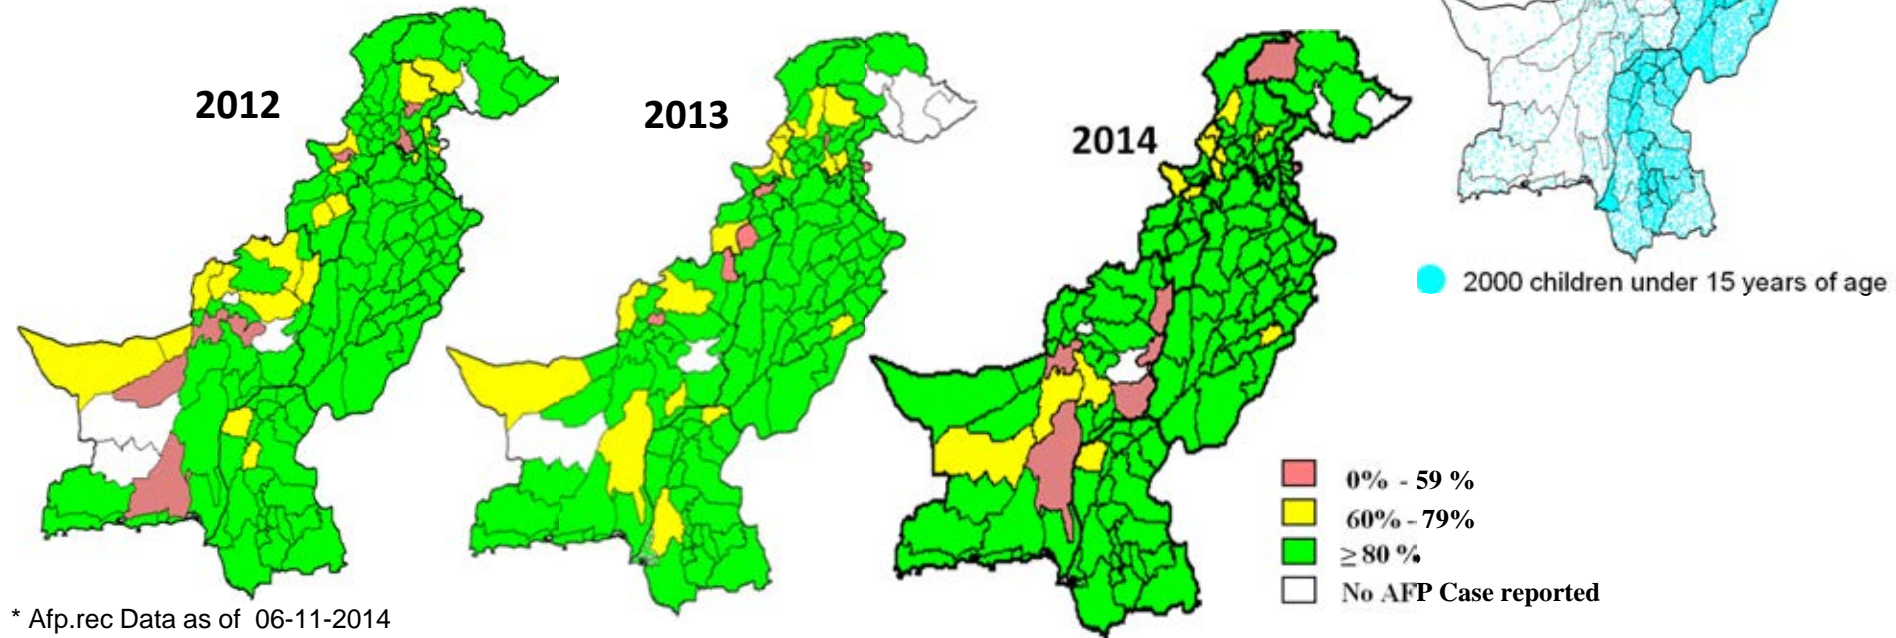 2012
2013
2014
2000 children under 15 years of age
0% - 59 %
60% - 79%
≥ 80 %
No AFP Case reported
* Afp.rec Data as of 06-11-2014